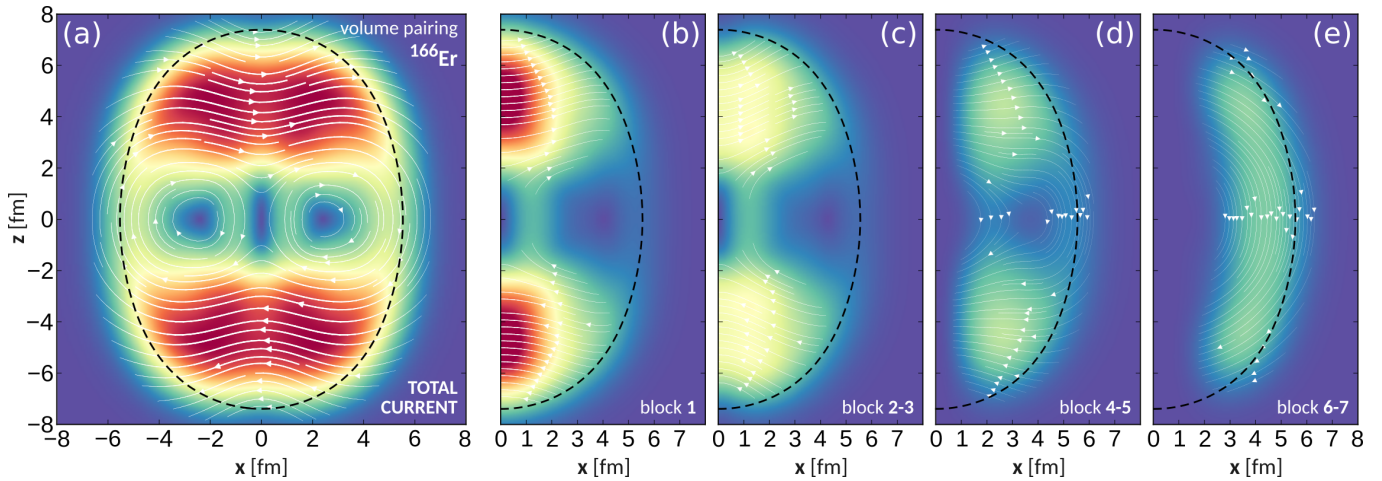 (a)
volume pairing
166Er
TOTAL
CURRENT
(b)
block 1
(c)
block 2-3
(d)
block 4-5
(e)
block 6-7
8
6
4
2
0
−2
−4
−6
−8
z [fm]
−8 −6 −4 −2 0 2 4 6 8
0 1 2 3 4 5 6 7
0 1 2 3 4 5 6 7
0 1 2 3 4 5 6 7
0 1 2 3 4 5 6 7 8
x [fm]
x [fm]
x [fm]
x [fm]
x [fm]